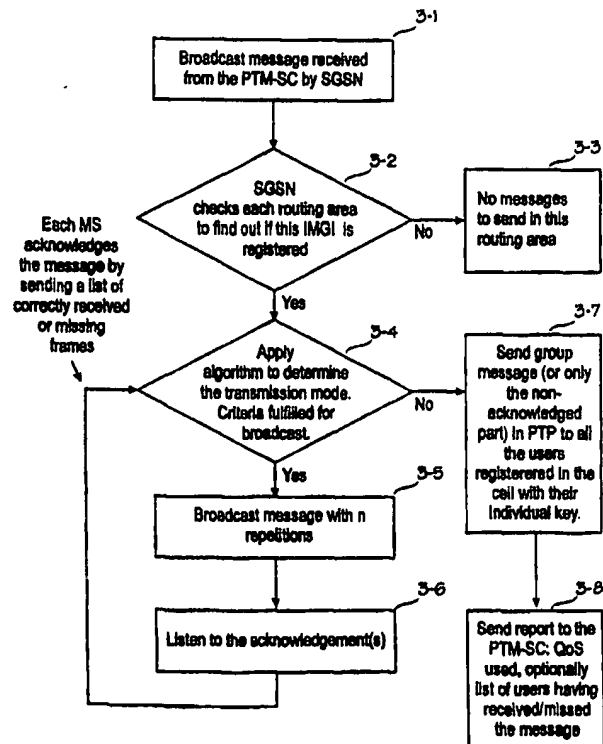 3-1
Broadcast message received
from the PTM-SC by SGSN
3-2
SGSN
checks each routing area
to find out if this IMGI is
registered
No
3-3
No messages
to send in this
routing area
Each MS
acknowledges
the message by
sending a list of
correctly received
or missing
frames
Yes
3-4
Apply
algorithm to determine
the transmission mode.
Criteria fulfilled for
broadcast.
No
3-7
Send group
message (or only
the non-
acknowledged
part) in PTP to all
the users
registerered in the
cell with their
individual key.
Yes
3-5
Broadcast message with n
repetitions
3-6
Listen to the acknowledgement(s)
3-8
Send report to the
PTM-SC: QoS
used, optionally
list of users having
received/missed
the message